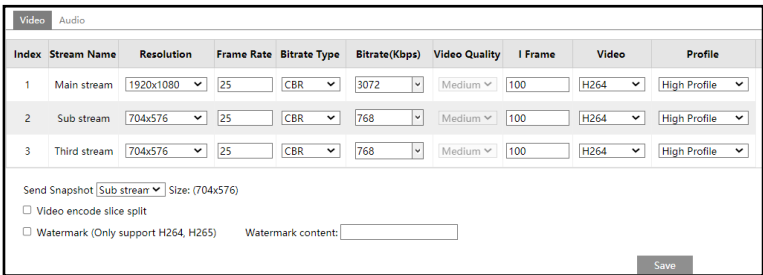 Video Audio
Index Stream Name Resolution Frame Rate Bitrate Type Bitrate(Kbps) Video Quality I Frame Video Profile
1 Main stream 1920x1080 25 CBR 3072 Medium 100 H264 High Profile
2 Sub stream 704x576 25 CBR 768 Medium 100 H264 High Profile
3 Third stream 704x576 25 CBR 768 Medium 100 H264 High Profile
Send Snapshot Sub stream Size: (704x576)
Video encode slice split
Watermark (Only support H264, H265) Watermark content:
Save